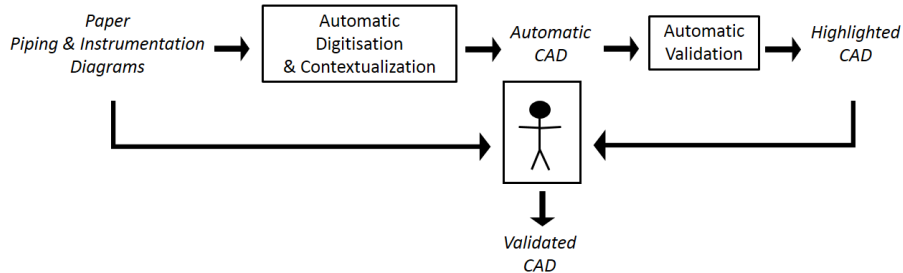 Paper
Piping & Instrumentation
Diagrams
Automatic
Digitisation
& Contextualization
Automatic
CAD
Automatic
Validation
Highlighted
CAD
Validated
CAD